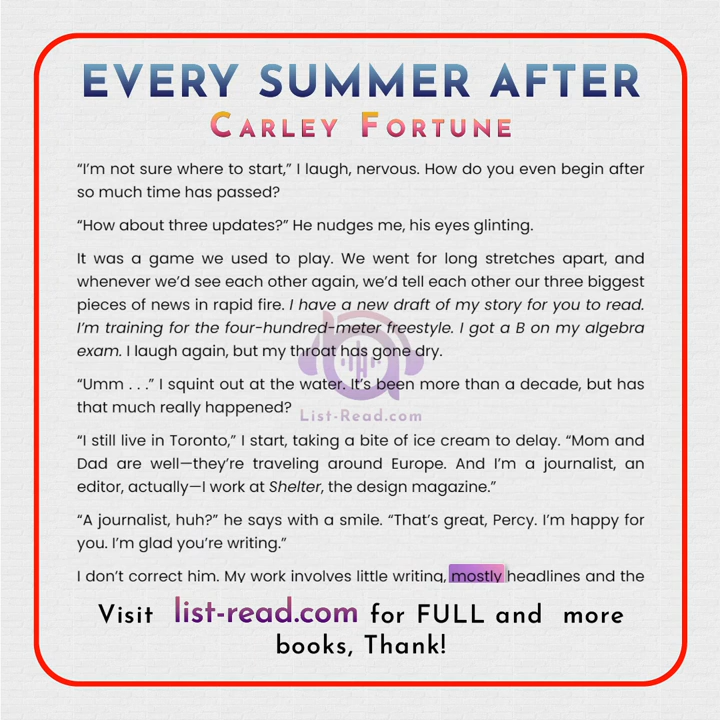 EVERY SUMMER AFTER
CARLEY FORTUNE
“I’m not sure where to start,” I laugh, nervous. How do you even begin after
so much time has passed?
“How about three updates?” He nudges me, his eyes glinting.
It was a game we used to play. We went for long stretches apart, and
whenever we’d see each other again, we’d tell each other our three biggest
pieces of news in rapid fire. I have a new draft of my story for you to read.
I’m training for the four-hundred-meter freestyle. I got a B on my algebra
exam. I laugh again, but my throat has gone dry.
“Umm . . .” I squint out at the water. It’s been more than a decade, but has
that much really happened?
List-Read.com
“I still live in Toronto,” I start, taking a bite of ice cream to delay. “Mom and
Dad are well—they’re traveling around Europe. And I’m a journalist, an
editor, actually—I work at Shelter, the design magazine.”
“A journalist, huh?” he says with a smile. “That’s great, Percy. I’m happy for
you. I’m glad you’re writing.”
I don’t correct him. My work involves little writing, mostly headlines and the
Visit list-read.com for FULL and more
books, Thank!